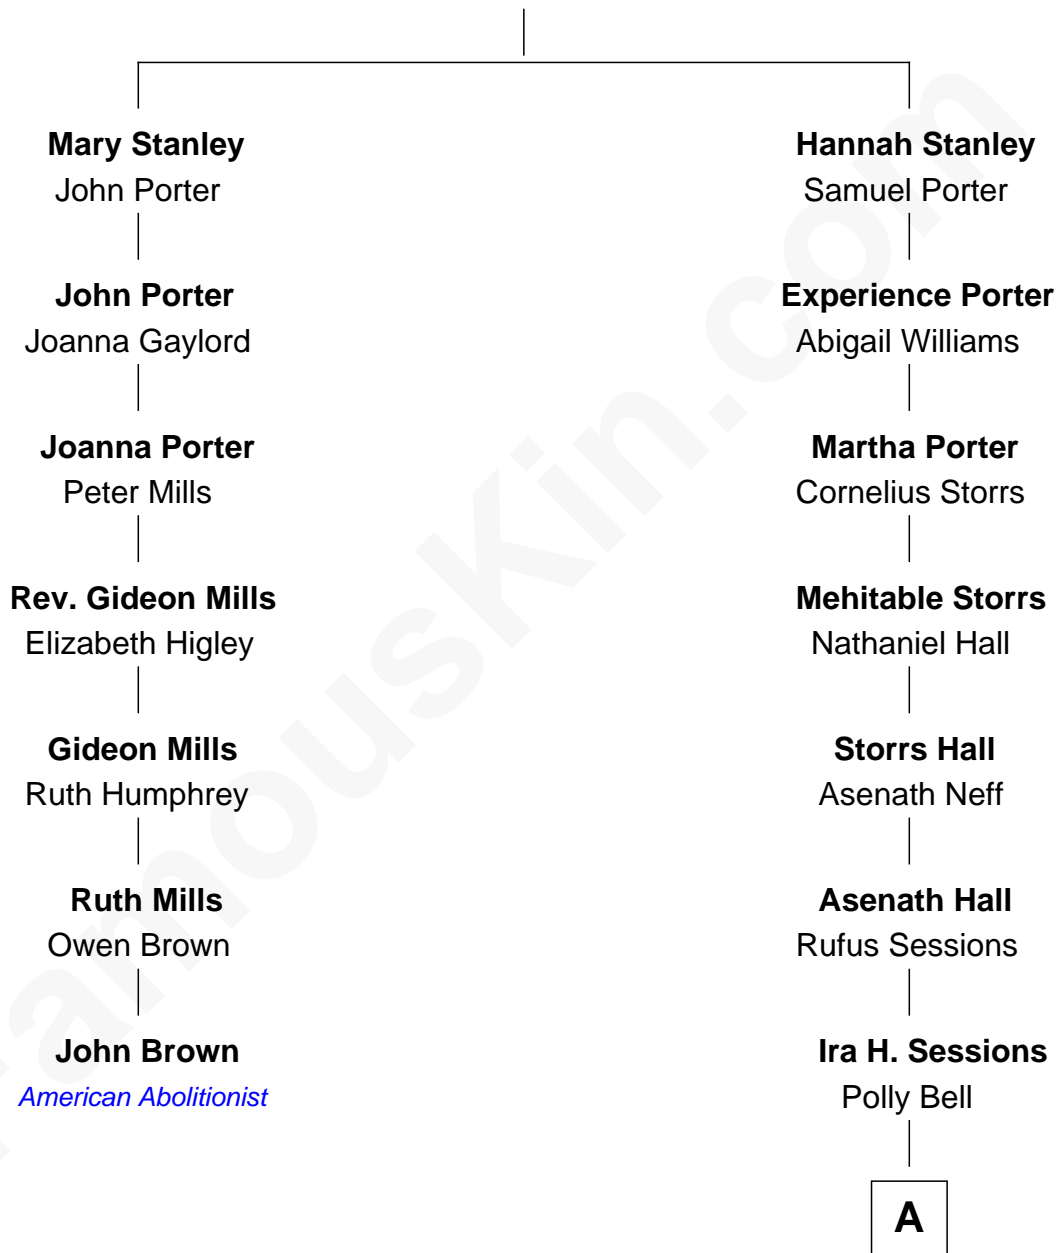 Mary Stanley
John Porter
Hannah Stanley
Samuel Porter
John Porter
Joanna Gaylord
Experience Porter
Abigail Williams
Joanna Porter
Peter Mills
Martha Porter
Cornelius Storrs
Rev. Gideon Mills
Elizabeth Higley
Mehitable Storrs
Nathaniel Hall
Gideon Mills
Ruth Humphrey
Storrs Hall
Asenath Neff
Ruth Mills
Owen Brown
Asenath Hall
Rufus Sessions
John Brown
American Abolitionist
Ira H. Sessions
Polly Bell
A
FamousKin.com